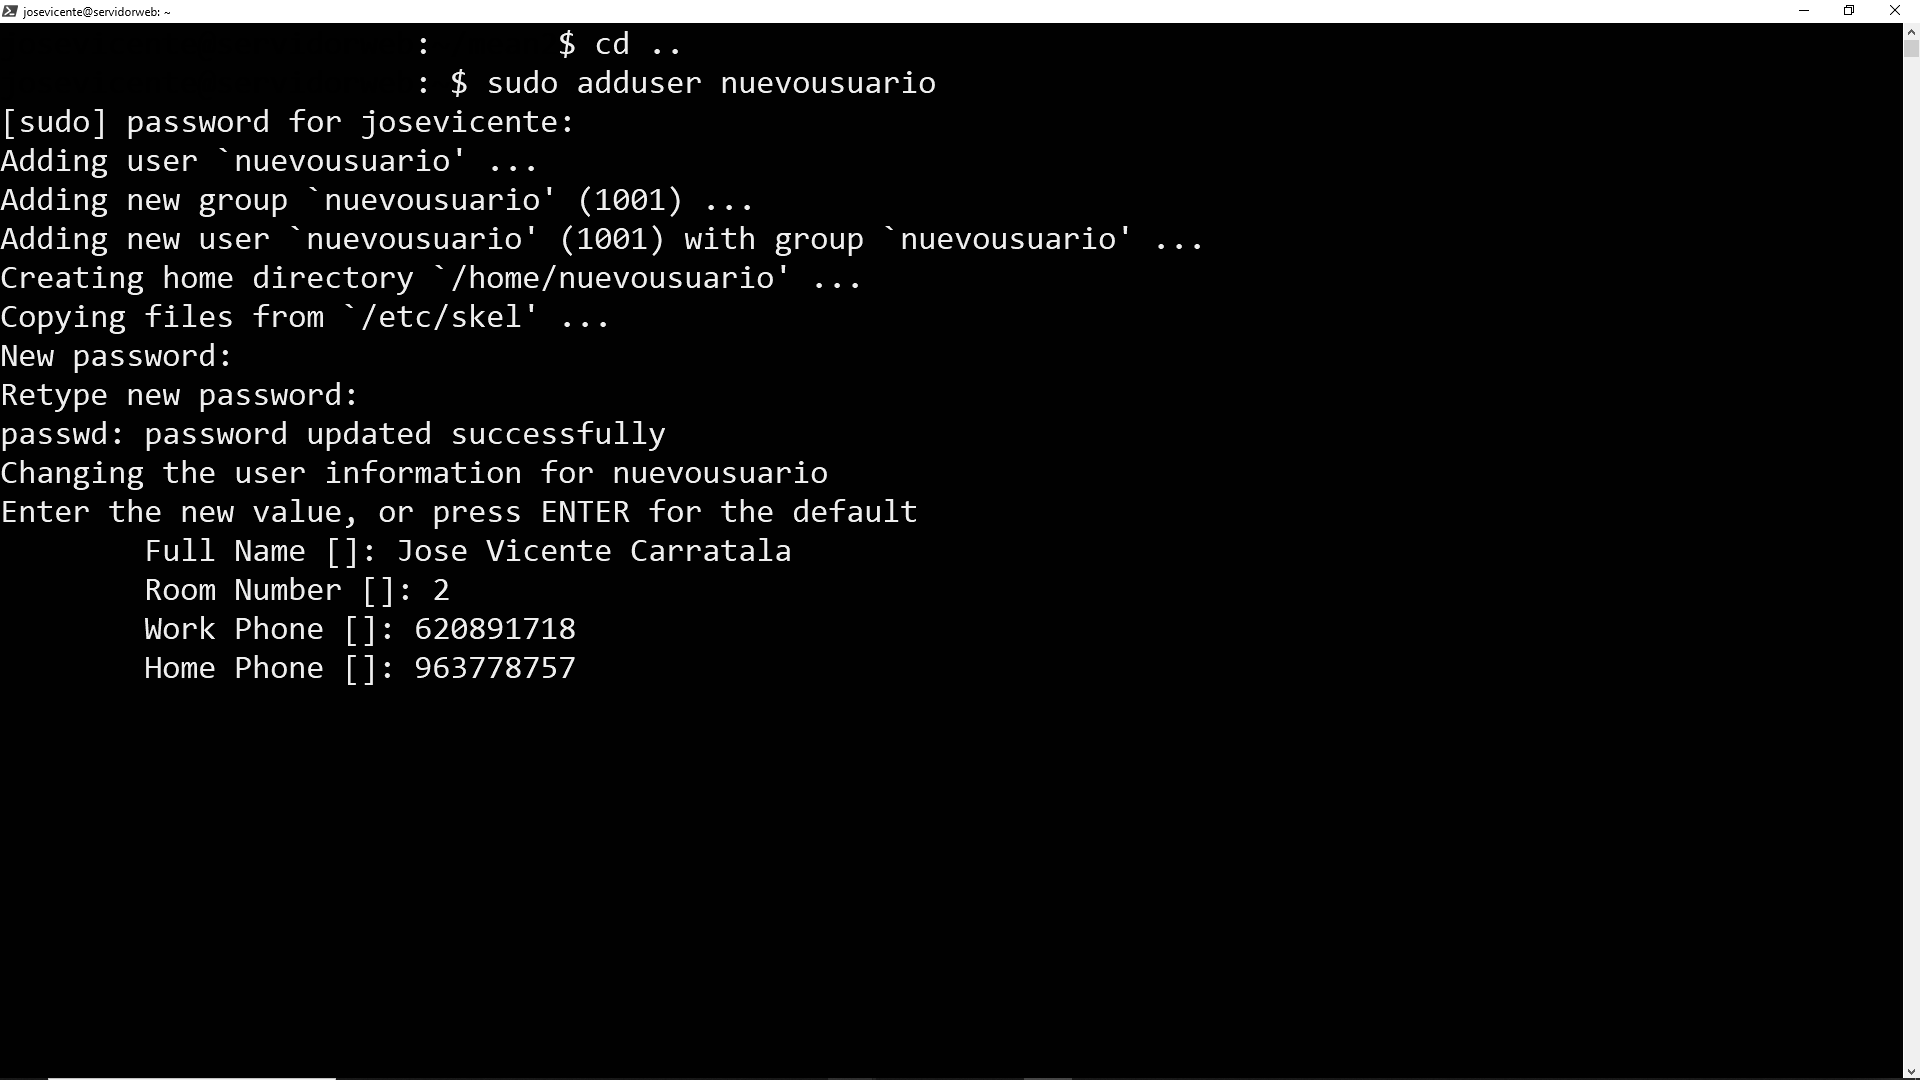 josevicente@servidorweb: ~
: $ cd ..
: $ sudo adduser nuevousuario
[sudo] password for josevicente:
Adding user `nuevousuario' ...
Adding new group `nuevousuario' (1001) ...
Adding new user `nuevousuario' (1001) with group `nuevousuario' ...
Creating home directory `/home/nuevousuario' ...
Copying files from `/etc/skel' ...
New password:
Retype new password:
passwd: password updated successfully
Changing the user information for nuevousuario
Enter the new value, or press ENTER for the default
Full Name []: Jose Vicente Carratala
Room Number []: 2
Work Phone []: 620891718
Home Phone []: 963778757